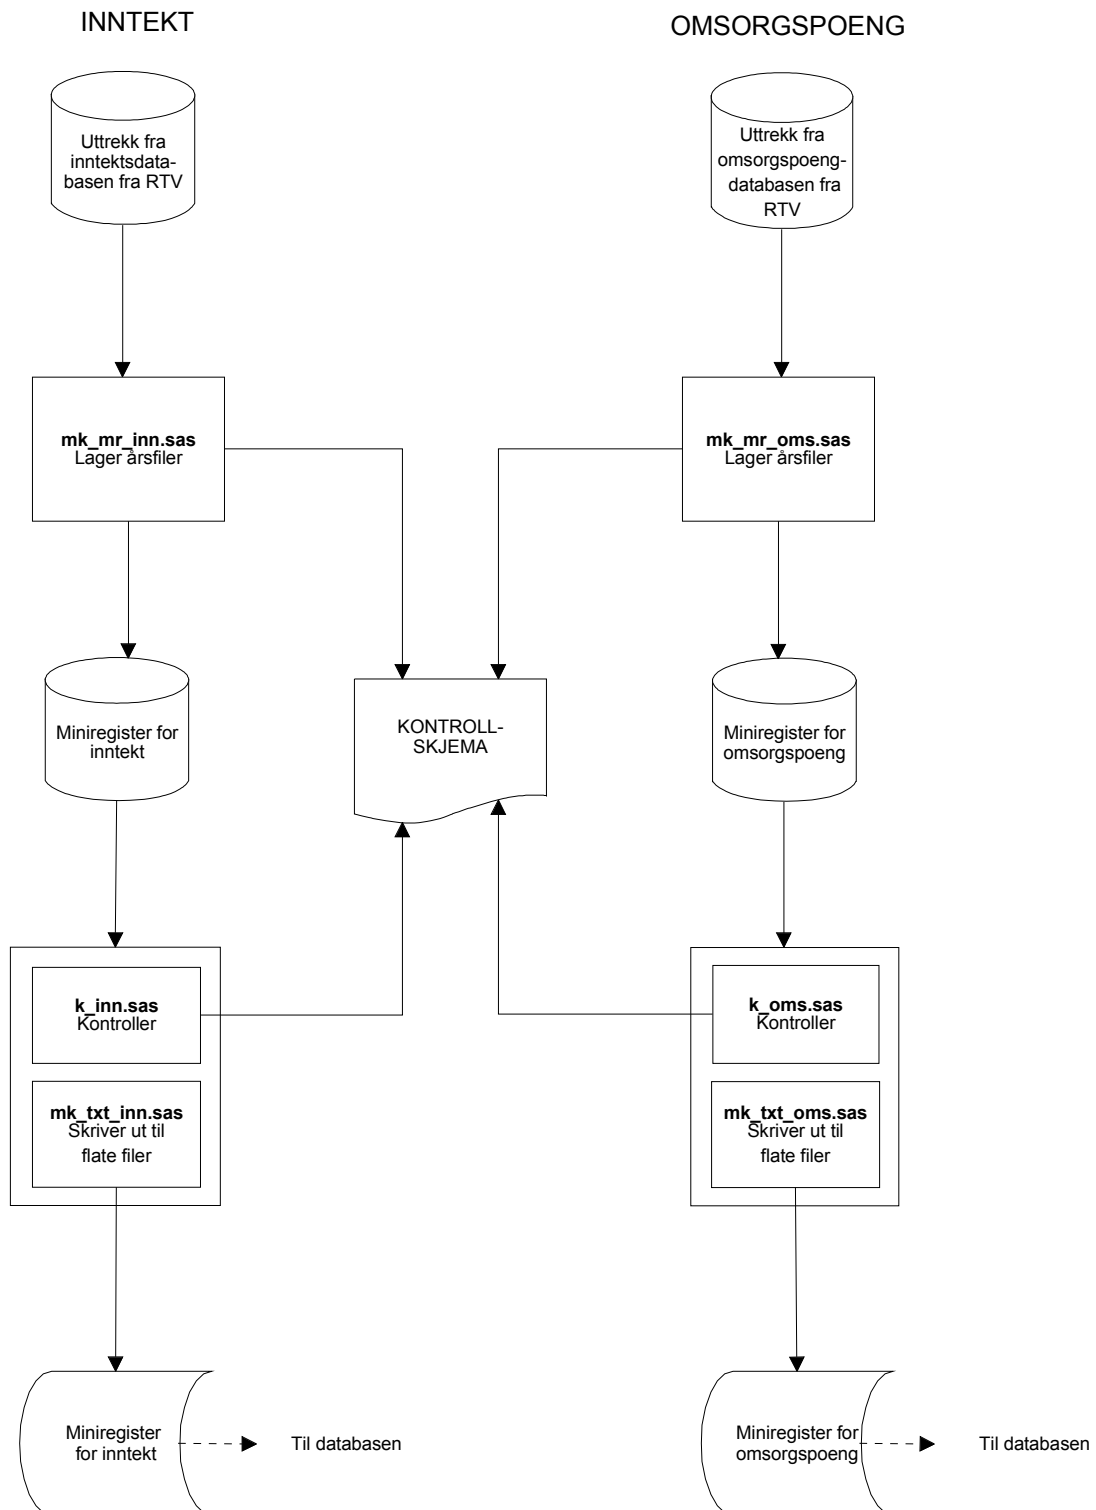 INNTEKT
OMSORGSPOENG
Uttrekk fra
inntektsdata-
basen fra RTV
Uttrekk fra
omsorgspoeng-
databasen fra
RTV
mk_mr_inn.sas
Lager årsfiler
mk_mr_oms.sas
Lager årsfiler
Miniregister for
inntekt
KONTROLL-
SKJEMA
Miniregister for
omsorgspoeng
k_inn.sas
Kontroller
k_oms.sas
Kontroller
mk_txt_inn.sas
Skriver ut til
flate filer
mk_txt_oms.sas
Skriver ut til
flate filer
Miniregister
for inntekt
Til databasen
Miniregister for
omsorgspoeng
Til databasen